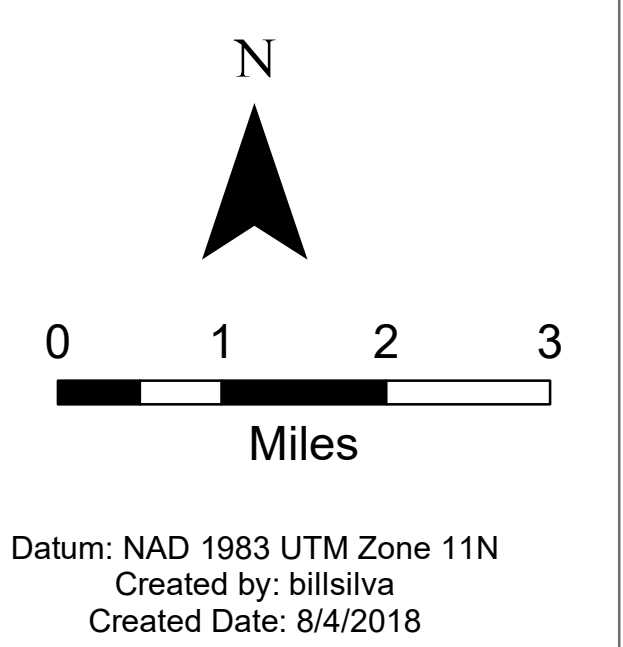 N
0 1 2 3
Miles
Datum: NAD 1983 UTM Zone 11N
Created by: billsilva
Created Date: 8/4/2018